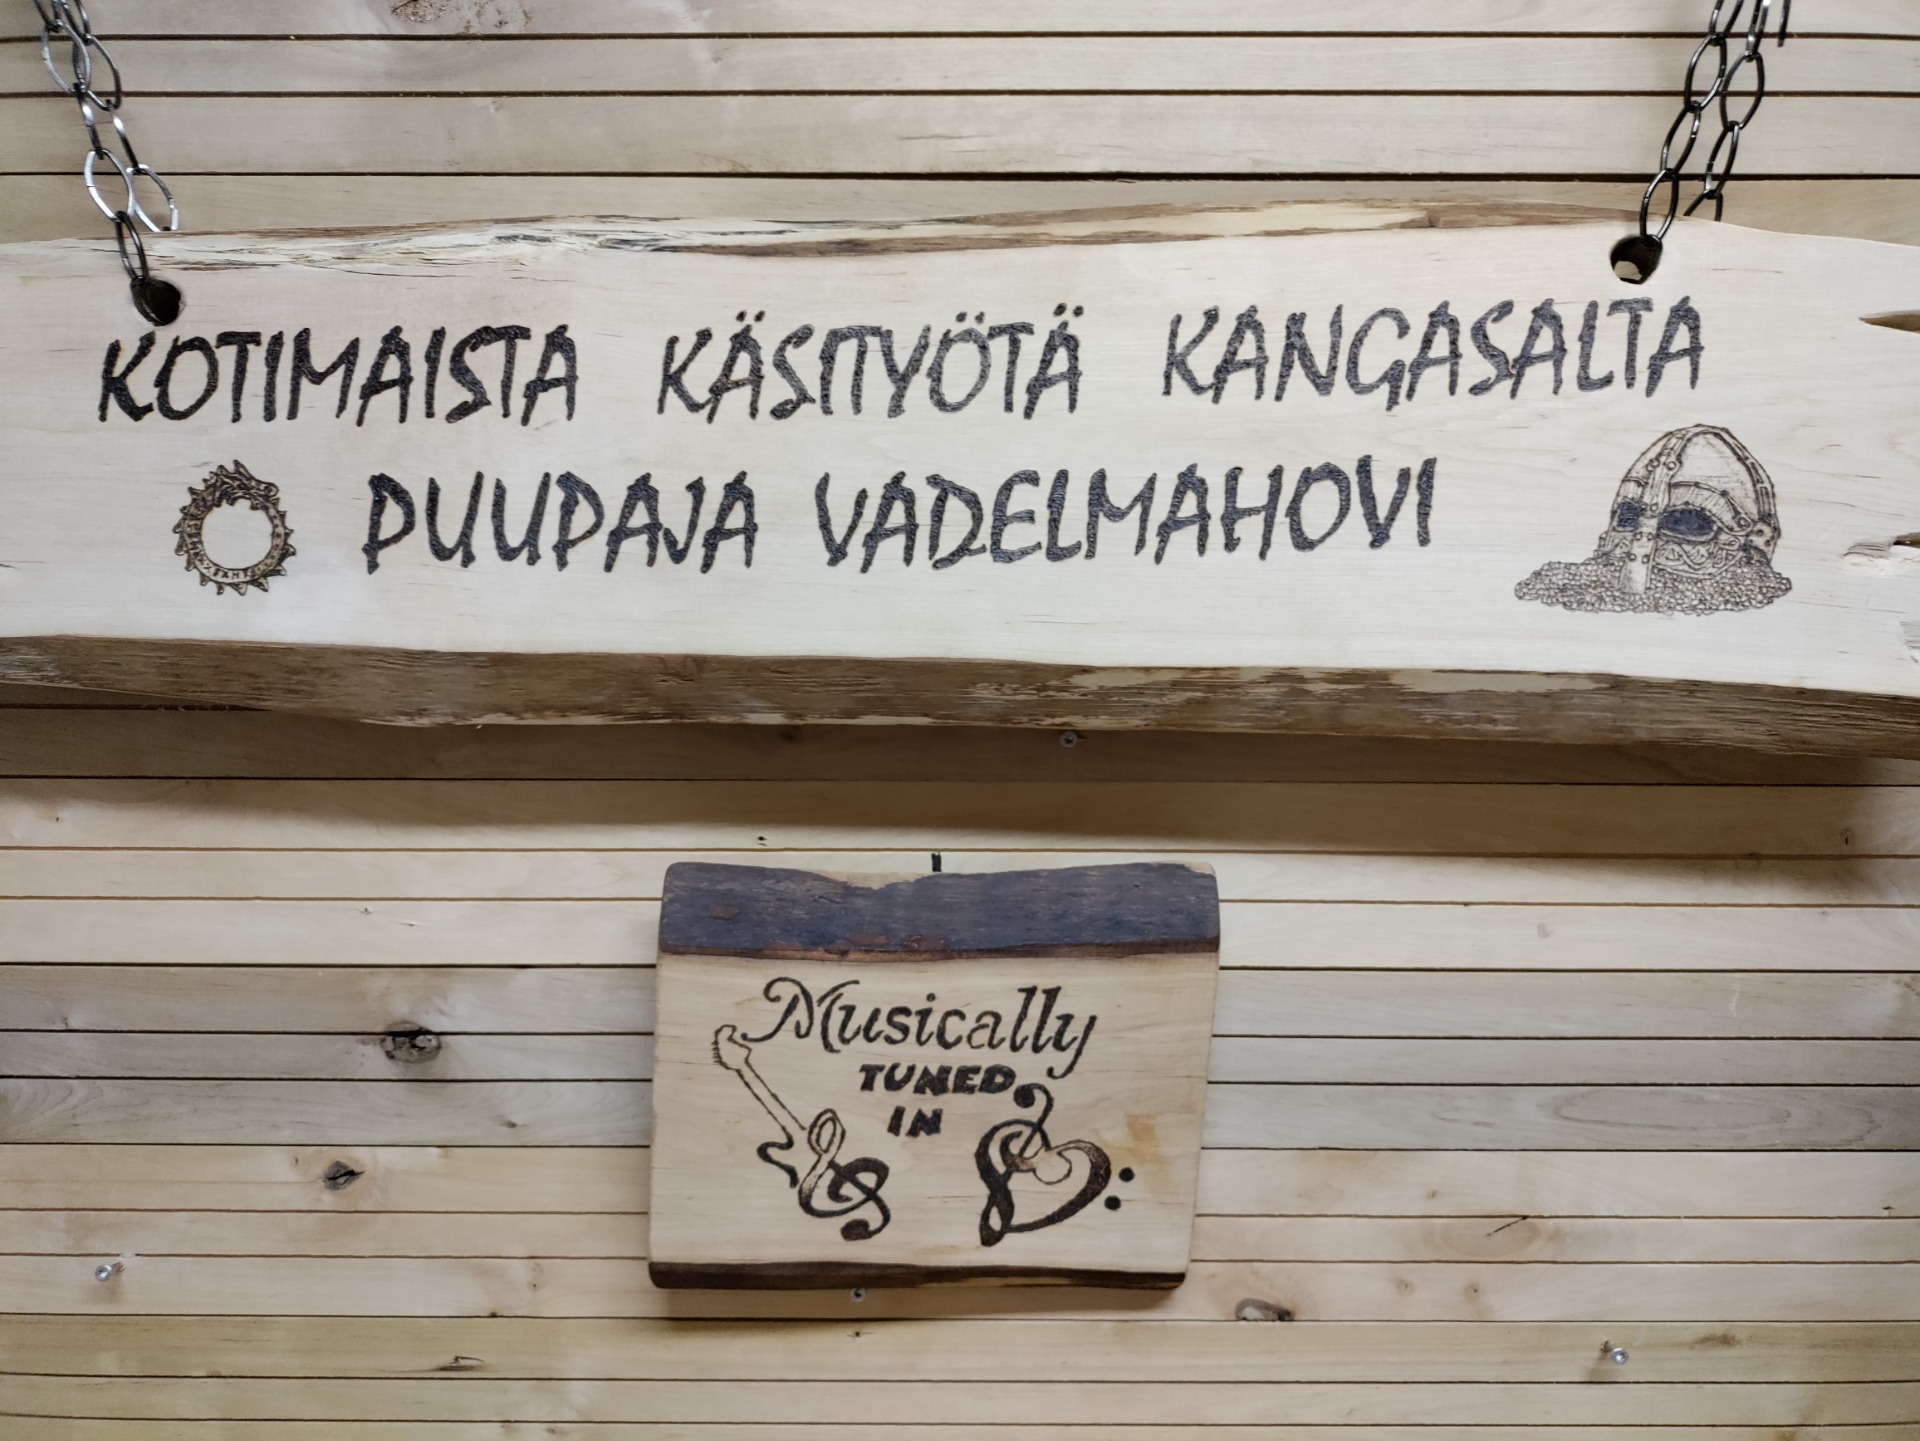 KOTIMAISTA KÄSITYÖTÄ KANGASALTA
PUUPAJA VADELMAHOVI
Musically
TUNED
IN